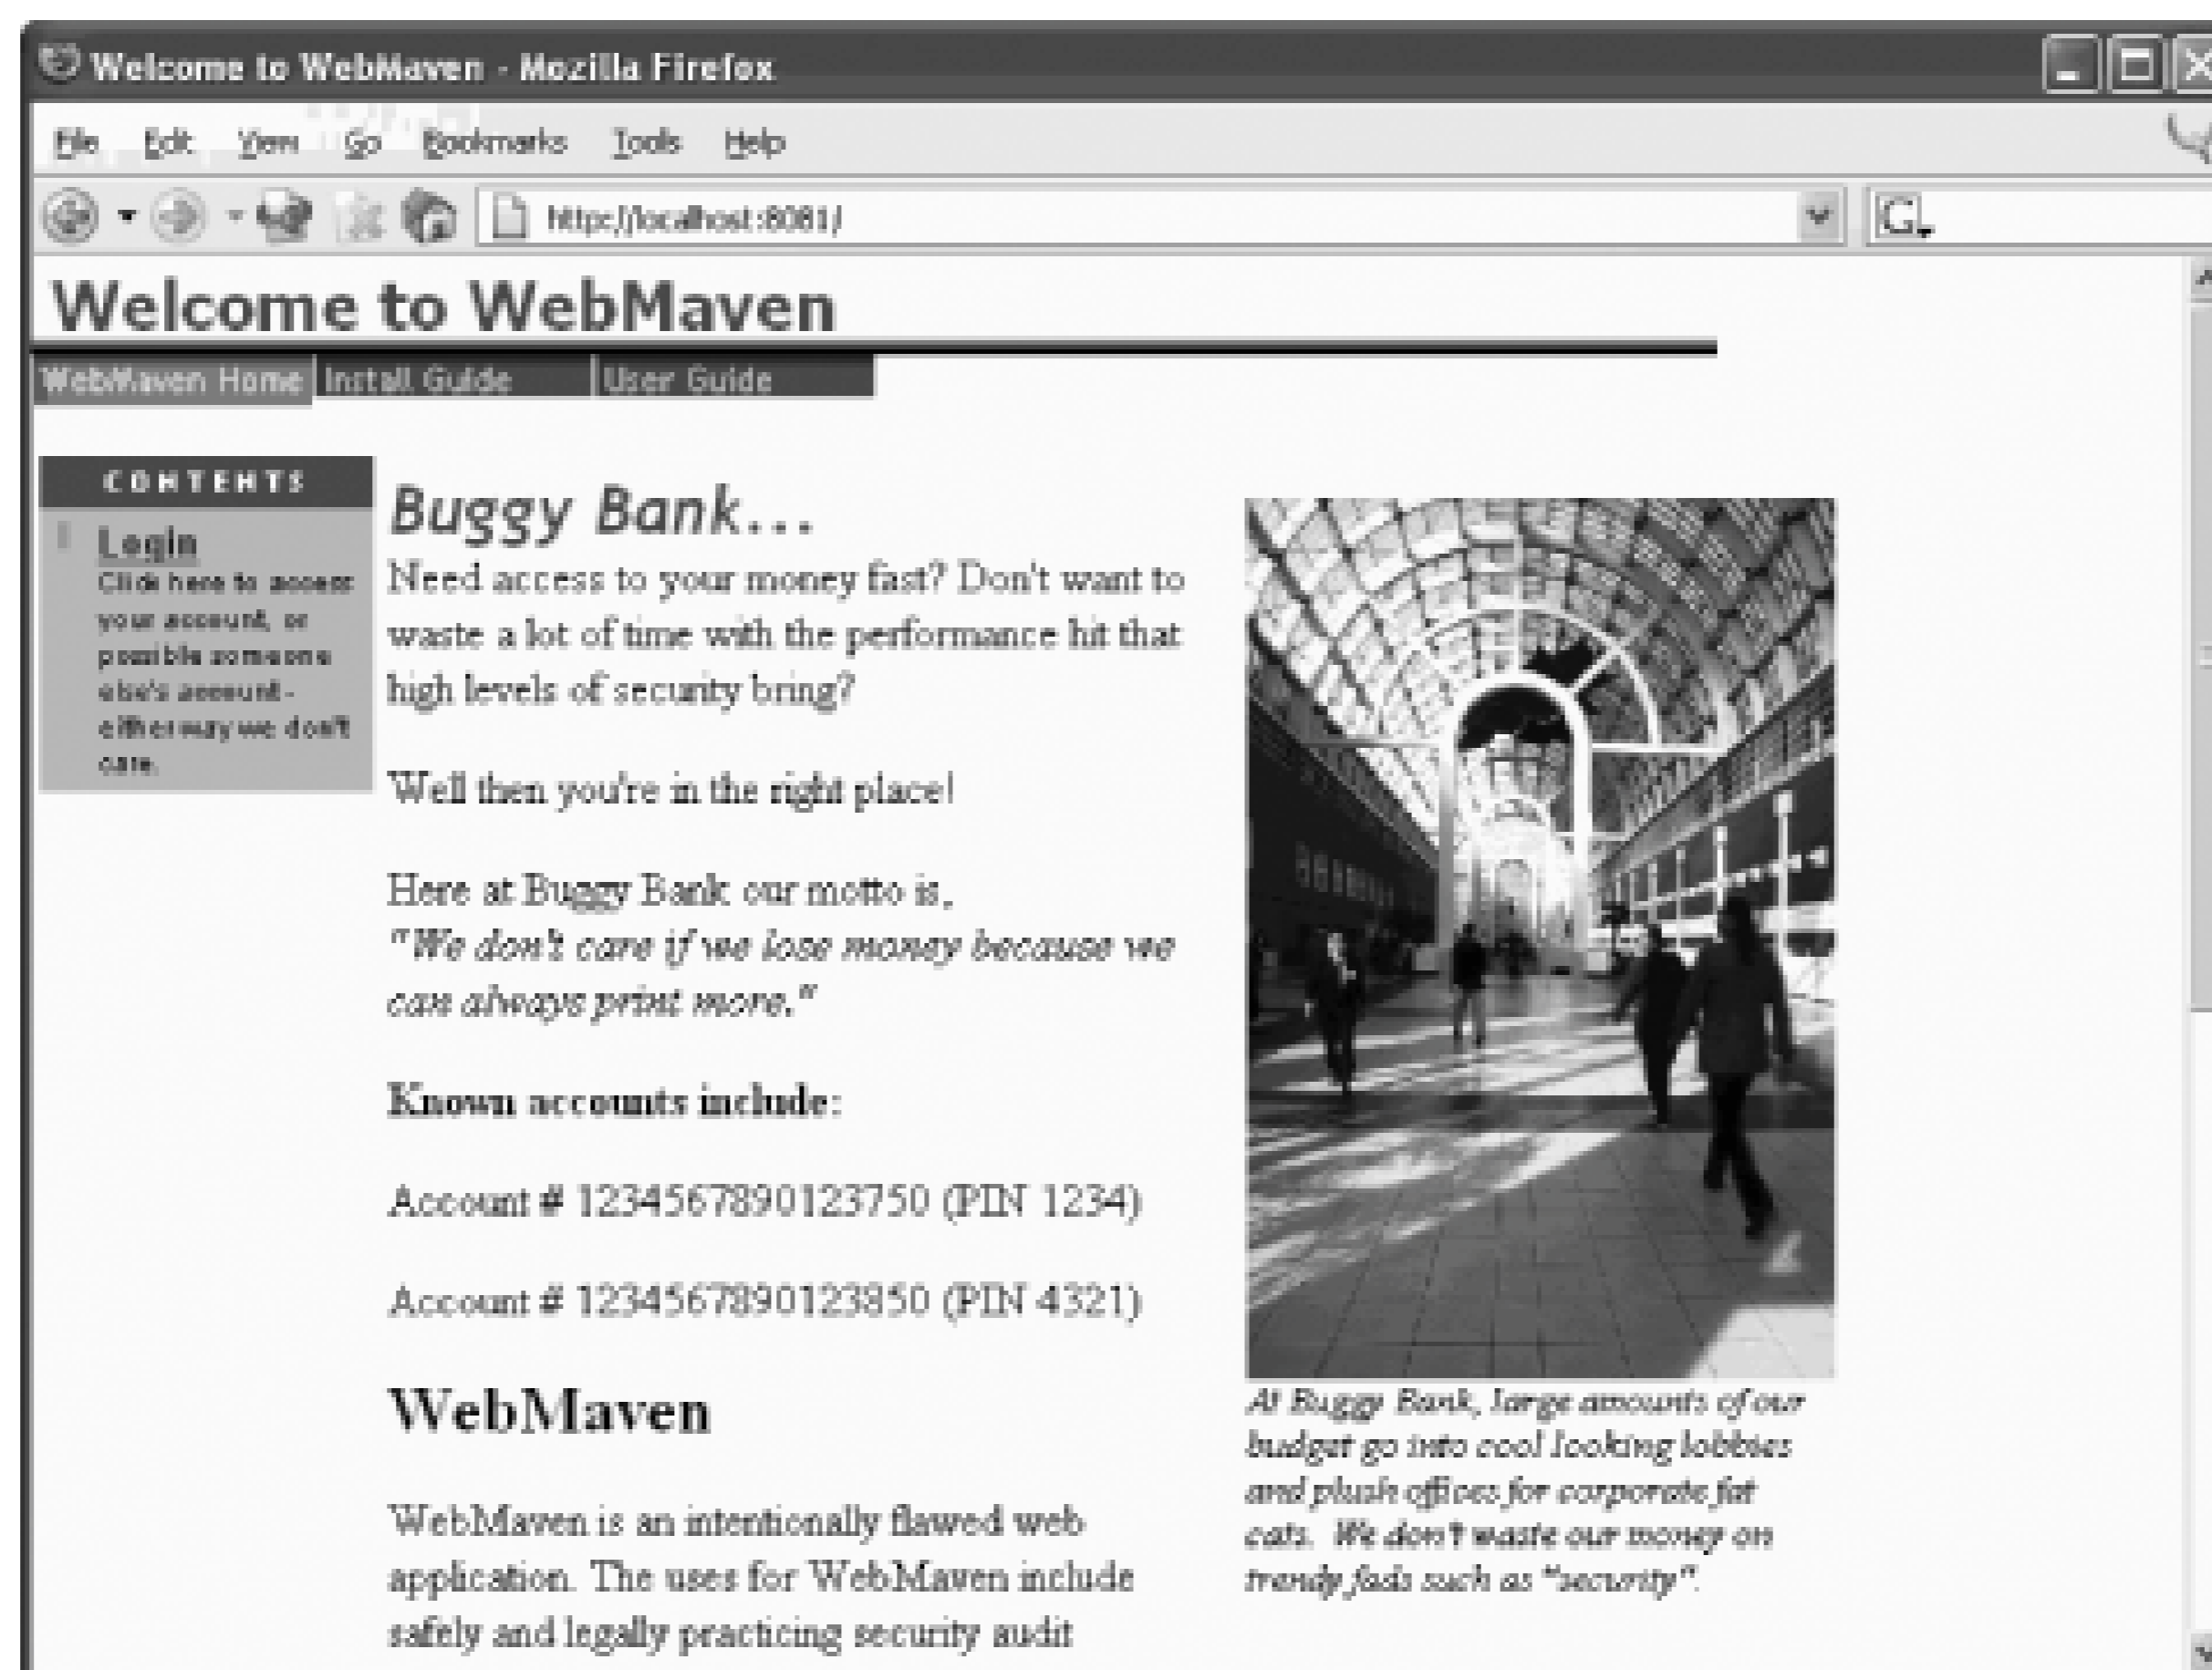 Welcome to WebMaven - Mozilla Firefox
File Edit View Go Bookmarks Tools Help
http://localhost:8081/
G
Welcome to WebMaven
WebMaven Home Install Guide User Guide
CONTENTS
Login
Click here to access
your account, or
possible someone
else's account-
either way we don't
care.
Buggy Bank...
Need access to your money fast? Don't want to
waste a lot of time with the performance hit that
high levels of security bring?
Well then you're in the right place!
Here at Buggy Bank our motto is,
"We don't care if we lose money because we
can always print more."
Known accounts include:
Account # 1234567890123750 (PIN 1234)
Account # 1234567890123850 (PIN 4321)
WebMaven
WebMaven is an intentionally flawed web
application. The uses for WebMaven include
safely and legally practicing security audit
At Buggy Bank, large amounts of our
budget go into cool looking lobbies
and plush offices for corporate fat
cats. We don't waste our money on
trendy fads such as "security".